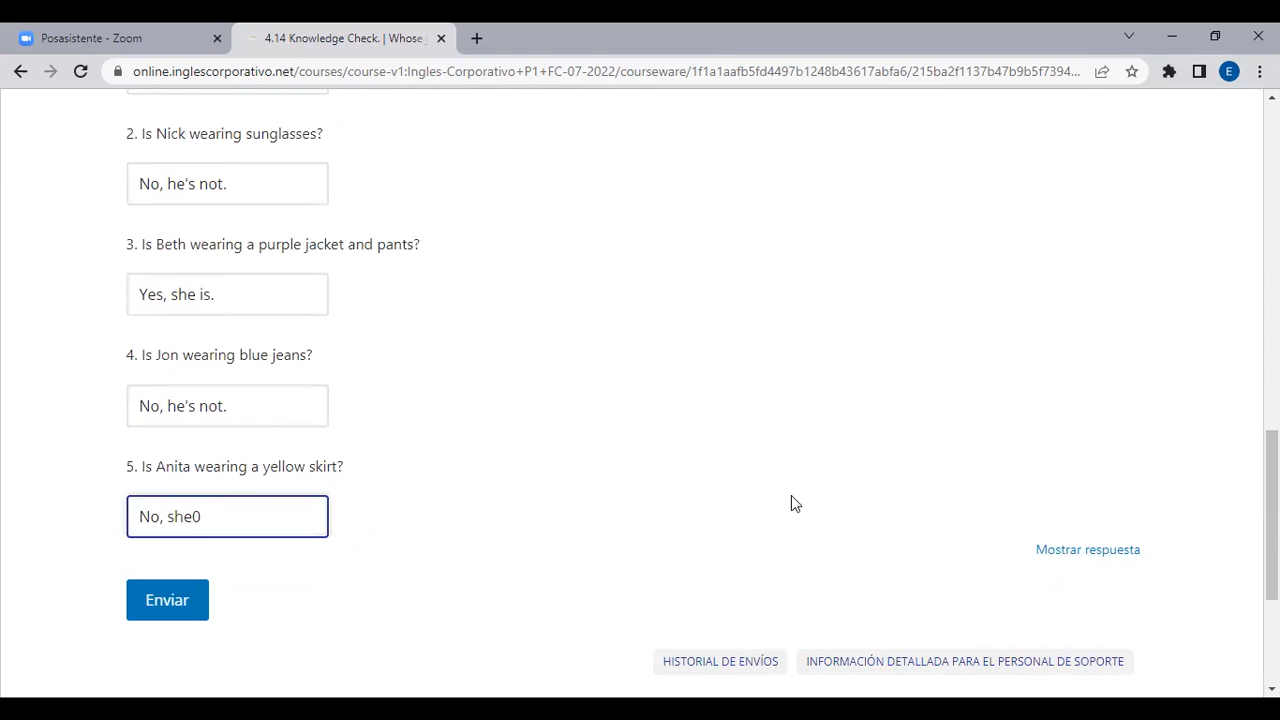 Posasistente - Zoom
4.14 Knowledge Check. | Whose
online.inglescorporativo.net/courses/course-v1:Ingles-Corporativo+P1+FC-07-2022/courseware/1f1a1aafb5fd4497b1248b43617abfa6/215ba2f1137b47b9b5f7394...
E
2. Is Nick wearing sunglasses?
No, he's not.
3. Is Beth wearing a purple jacket and pants?
Yes, she is.
4. Is Jon wearing blue jeans?
No, he's not.
5. Is Anita wearing a yellow skirt?
No, she0
Mostrar respuesta
Enviar
HISTORIAL DE ENVÍOS
INFORMACIÓN DETALLADA PARA EL PERSONAL DE SOPORTE